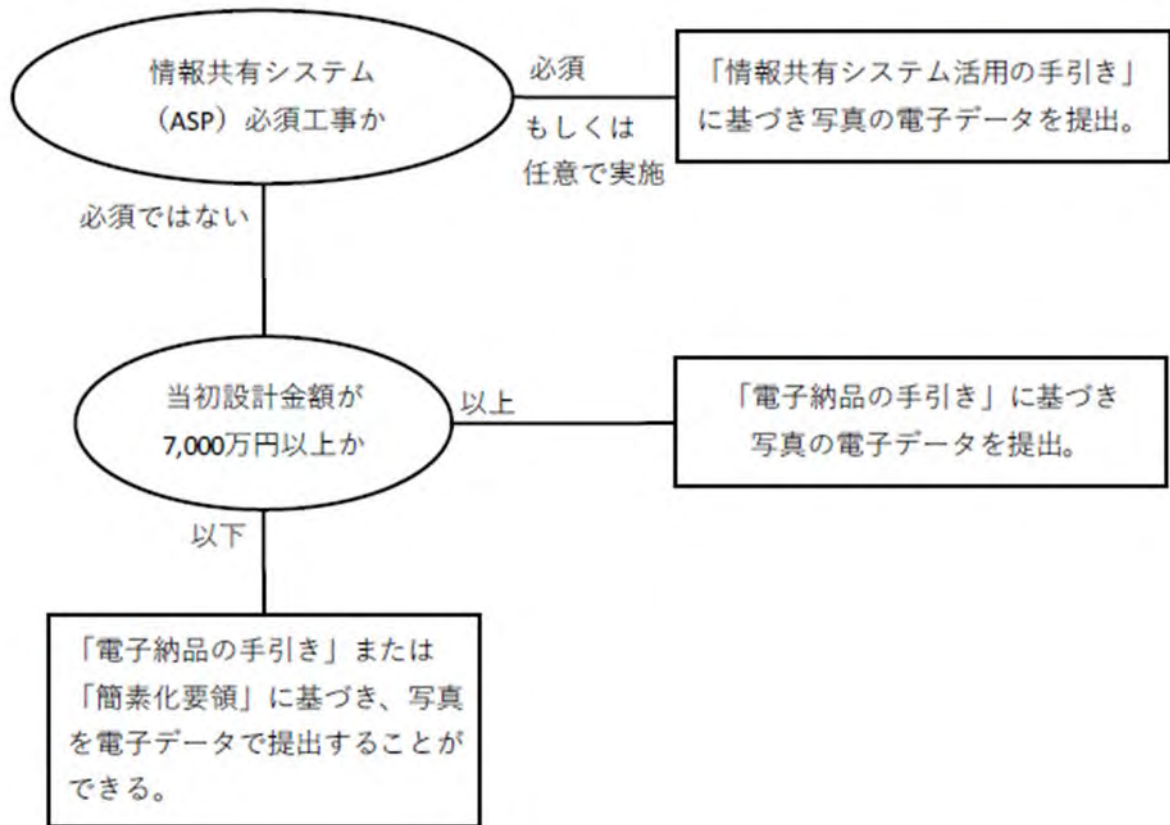 情報共有システム
（ASP）必須工事か
必須
もしくは
任意で実施
「情報共有システム活用の手引き」
に基づき写真の電子データを提出。
必須ではない
当初設計金額が
7,000万円以上か
以上
「電子納品の手引き」に基づき
写真の電子データを提出。
以下
「電子納品の手引き」または
「簡素化要領」に基づき、写真
を電子データで提出することが
できる。